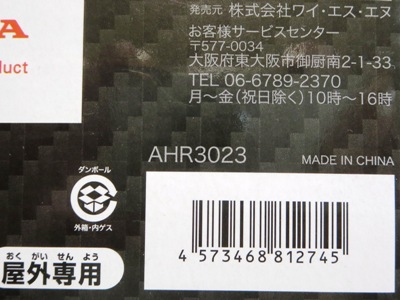 発売元 株式会社ワイ・エス・エヌ
お客様サービスセンター
〒577-0034
大阪府東大阪市御厨南2-1-33
TEL 06-6789-2370
月～金(祝日除く)10時～16時
A
duct
AHR3023
MADE IN CHINA
ダンボール
外箱・内ゲス
おくがいせんよう
屋外専用
4 573468 812745